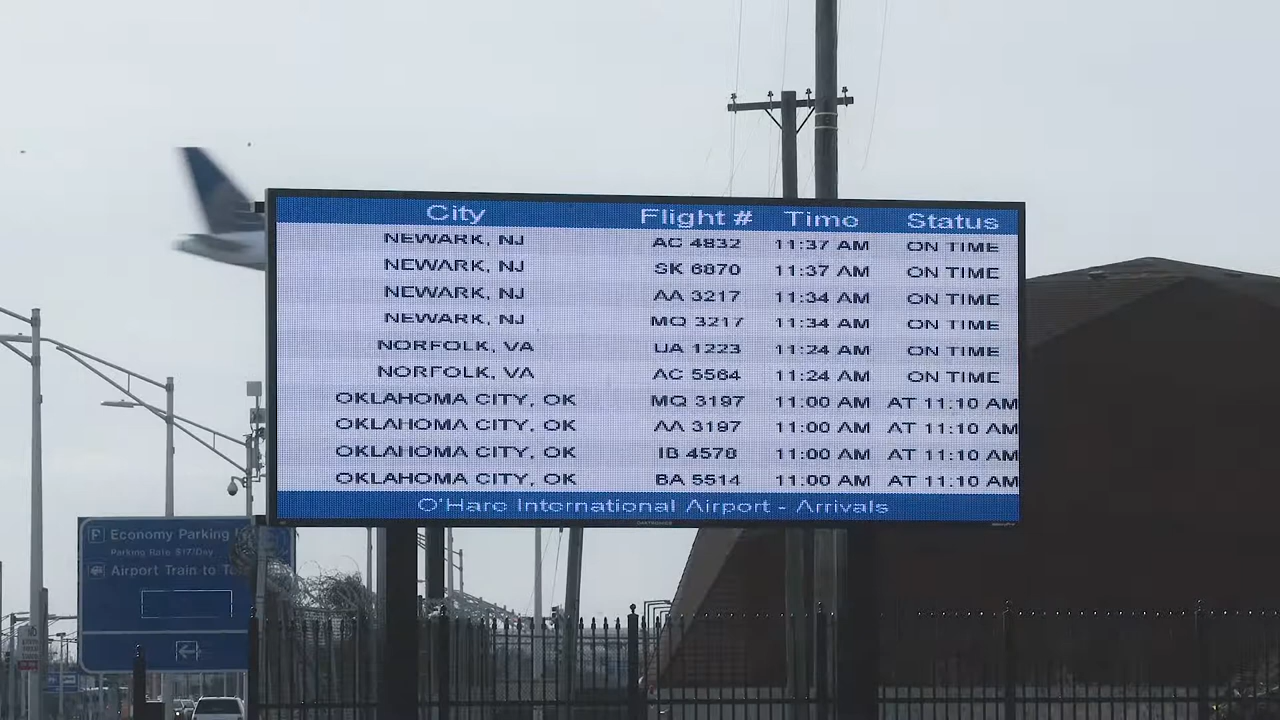 City Flight # Time Status
NEWARK, NJ AC 4832 11:37 AM ON TIME
NEWARK, NJ SK 6870 11:37 AM ON TIME
NEWARK, NJ AA 3217 11:34 AM ON TIME
NEWARK, NJ MQ 3217 11:34 AM ON TIME
NORFOLK, VA UA 1223 11:24 AM ON TIME
NORFOLK, VA AC 5564 11:24 AM ON TIME
OKLAHOMA CITY, OK MQ 3197 11:00 AM AT 11:10 AM
OKLAHOMA CITY, OK AA 3197 11:00 AM AT 11:10 AM
OKLAHOMA CITY, OK IB 4578 11:00 AM AT 11:10 AM
OKLAHOMA CITY, OK BA 5514 11:00 AM AT 11:10 AM
O'Hare International Airport - Arrivals
DAKTRONICS
P Economy Parking
Parking Rate $17/Day
Airport Train to